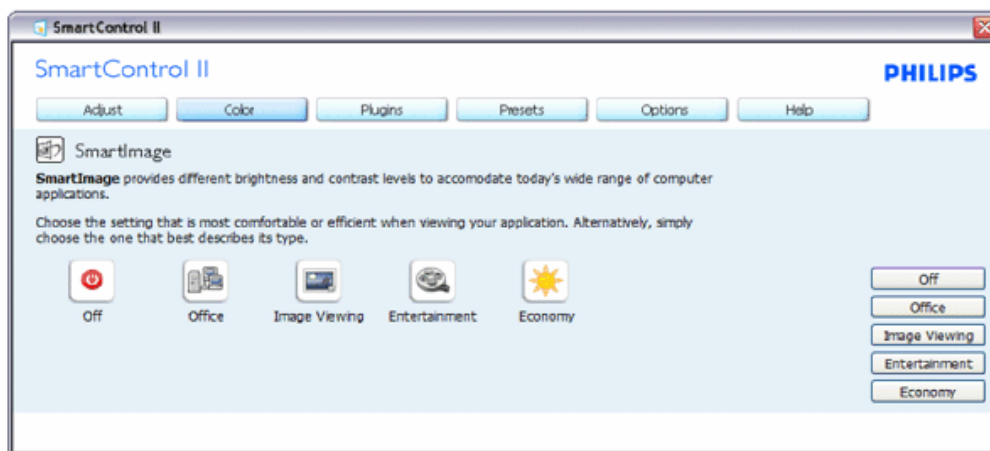 SmartControl II
SmartControl II
PHILIPS
Adjust Color Plugins Presets Options Help
SmartImage
SmartImage provides different brightness and contrast levels to accomodate today's wide range of computer
applications.
Choose the setting that is most comfortable or efficient when viewing your application. Alternatively, simply
choose the one that best describes its type.
Off Office Image Viewing Entertainment Economy
Off
Office
Image Viewing
Entertainment
Economy